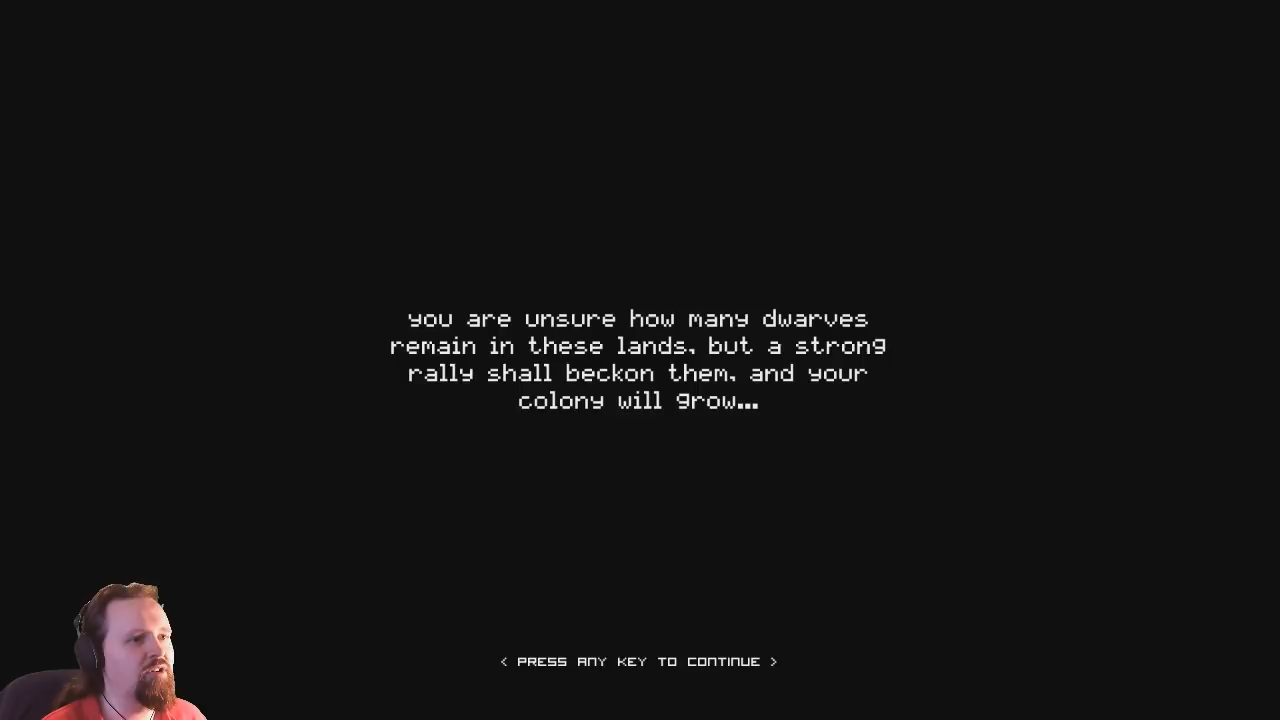 you are unsure how many dwarves
remain in these lands, but a strong
rally shall beckon them, and your
colony will grow...
< PRESS ANY KEY TO CONTINUE >